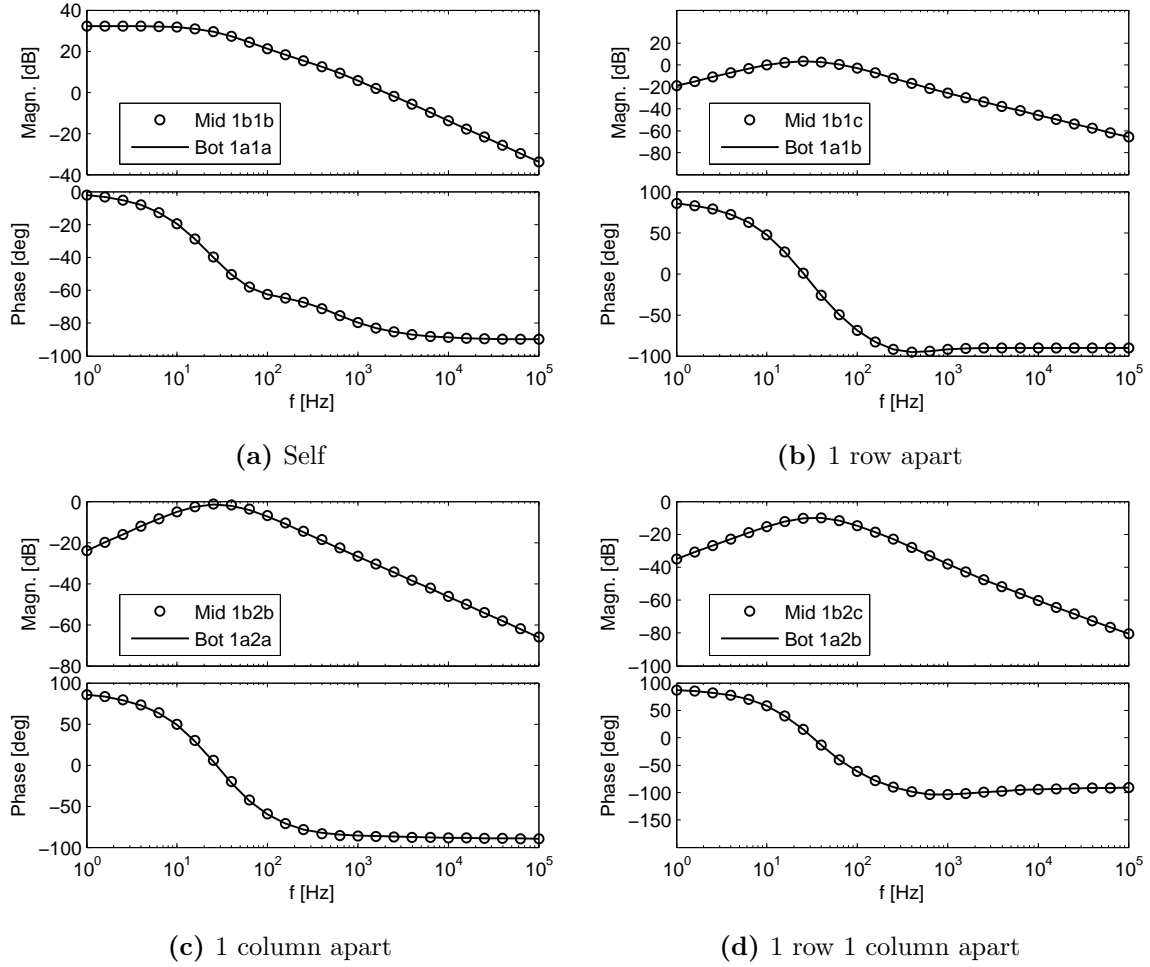 40
20
0
−20
−40
Magn. [dB]
Mid 1b1b
Bot 1a1a
0
−20
−40
−60
−80
−100
Phase [deg]
10^0 10^1 10^2 10^3 10^4 10^5
f [Hz]
(a) Self
20
0
−20
−40
−60
−80
Magn. [dB]
Mid 1b1c
Bot 1a1b
100
50
0
−50
−100
Phase [deg]
10^0 10^1 10^2 10^3 10^4 10^5
f [Hz]
(b) 1 row apart
0
−20
−40
−60
−80
Magn. [dB]
Mid 1b2b
Bot 1a2a
100
50
0
−50
−100
Phase [deg]
10^0 10^1 10^2 10^3 10^4 10^5
f [Hz]
(c) 1 column apart
0
−20
−40
−60
−80
−100
Magn. [dB]
Mid 1b2c
Bot 1a2b
100
50
0
−50
−100
−150
Phase [deg]
10^0 10^1 10^2 10^3 10^4 10^5
f [Hz]
(d) 1 row 1 column apart